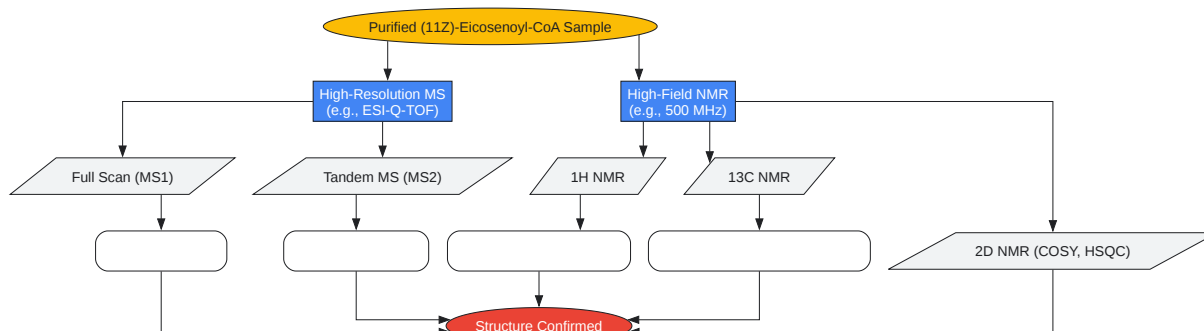 Purified (11Z)-Eicosenoyl-CoA Sample
High-Resolution MS
(e.g., ESI-Q-TOF)
High-Field NMR
(e.g., 500 MHz)
Full Scan (MS1)
Tandem MS (MS2)
1H NMR
13C NMR
2D NMR (COSY, HSQC)
Structure Confirmed